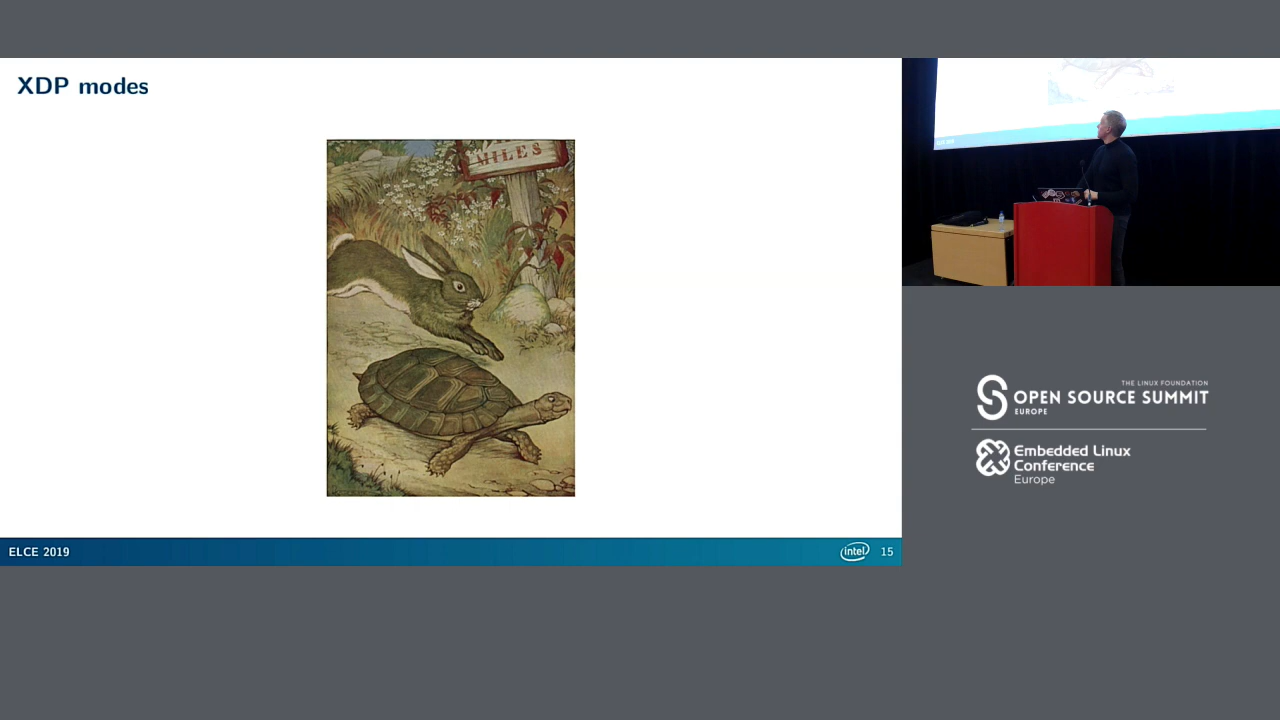 XDP modes
MILES
ELCE 2019
intel
15
THE LINUX FOUNDATION
OPEN SOURCE SUMMIT
EUROPE
Embedded Linux
Conference
Europe